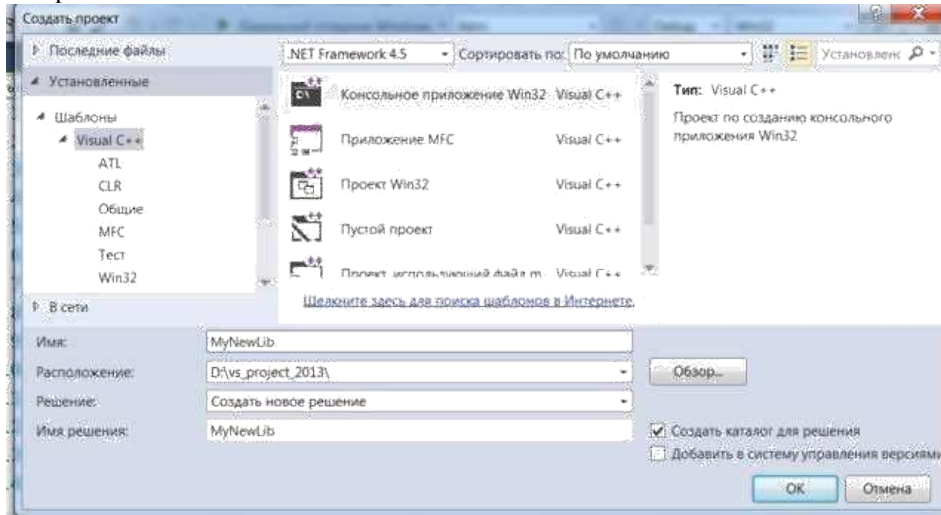 Создать проект
Последние файлы
.NET Framework 4.5
Сортировать по:
По умолчанию
Установленные
Шаблоны
Visual C++
ATL
CLR
Общие
MFC
Тест
Win32
В сети
Консольное приложение Win32 Visual C++
Приложение MFC Visual C++
Проект Win32 Visual C++
Пустой проект Visual C++
Проект, использующий файл m Visual C++
Щелкните здесь для поиска шаблонов в Интернете.
Тип: Visual C++
Проект по созданию консольного
приложения Win32
Имя: MyNewLib
Расположение: D:\vs_project_2013\
Обзор...
Решение: Создать новое решение
Имя решения: MyNewLib
Создать каталог для решения
Добавить в систему управления версиями
OK
Отмена